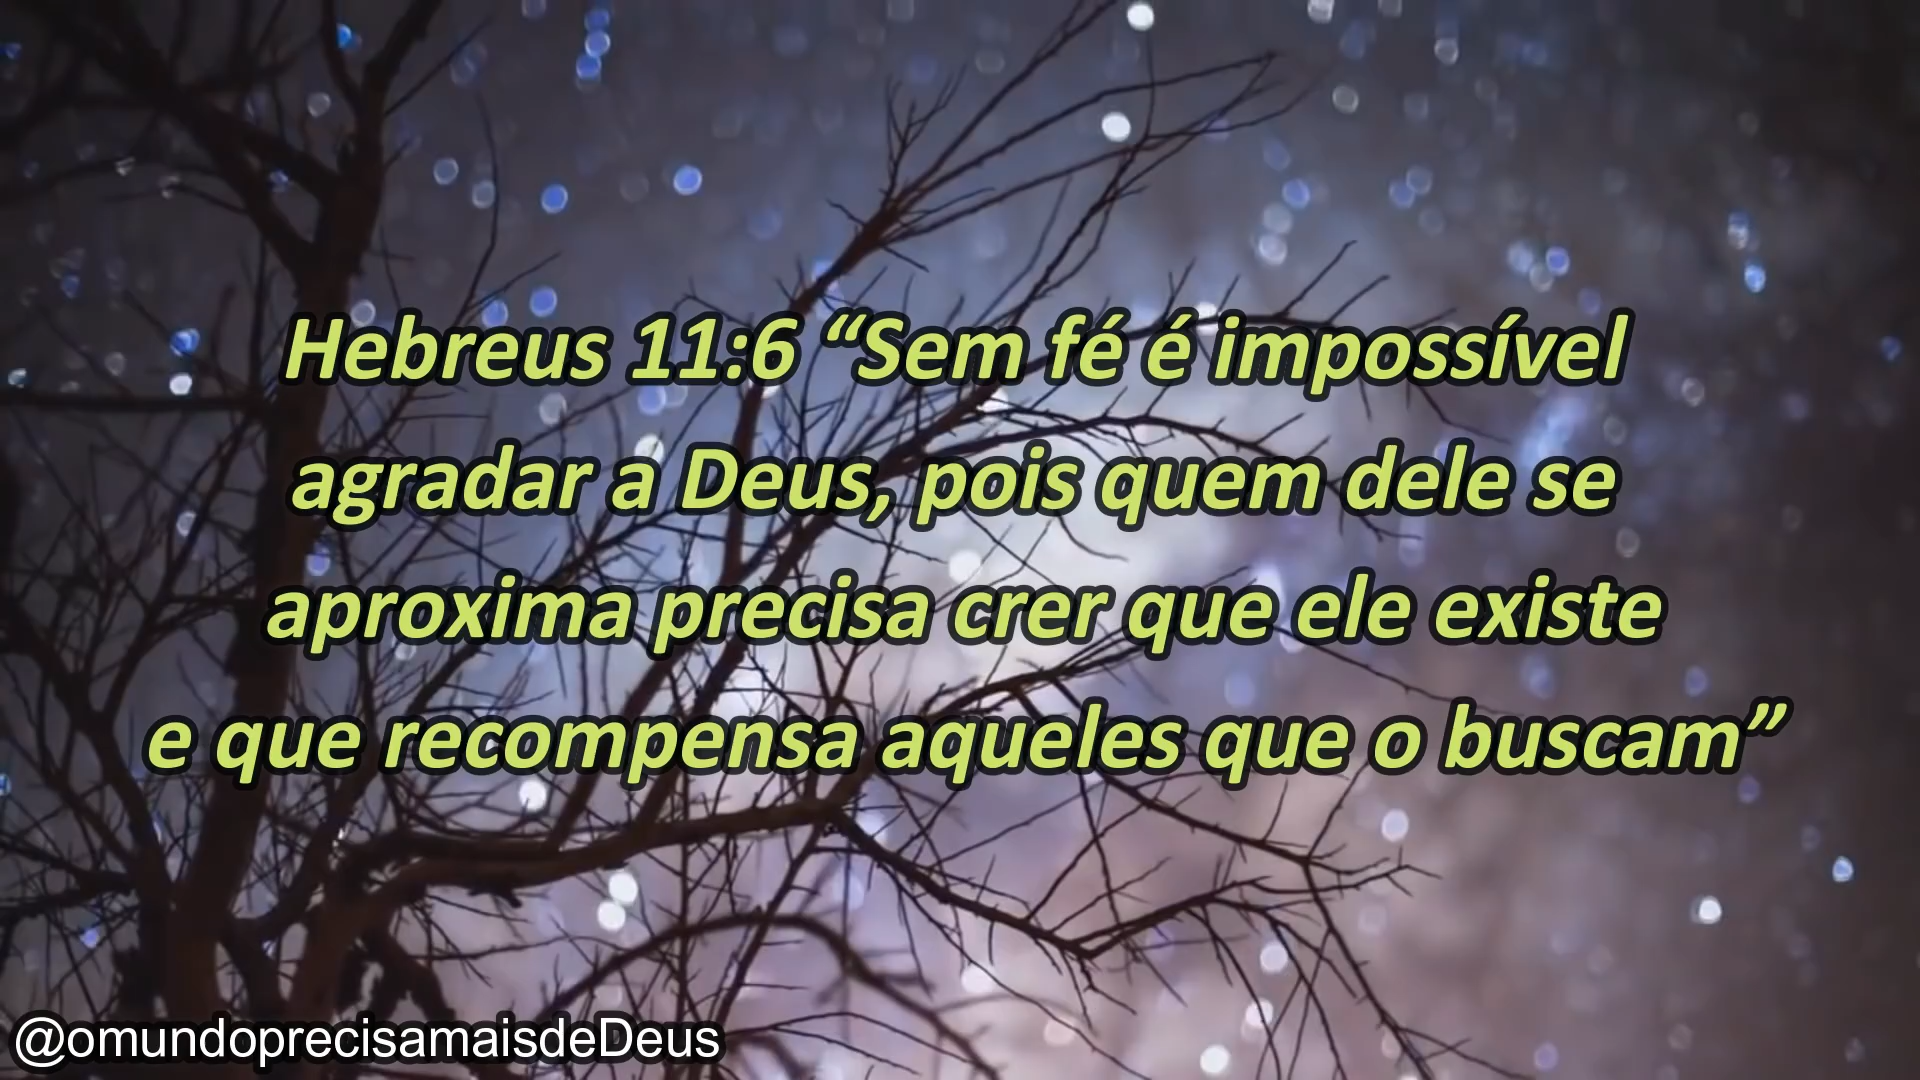 Hebreus 11:6 “Sem fé é impossível
agradar a Deus, pois quem dele se
aproxima precisa crer que ele existe
e que recompensa aqueles que o buscam”
@omundoprecisamaisdeDeus